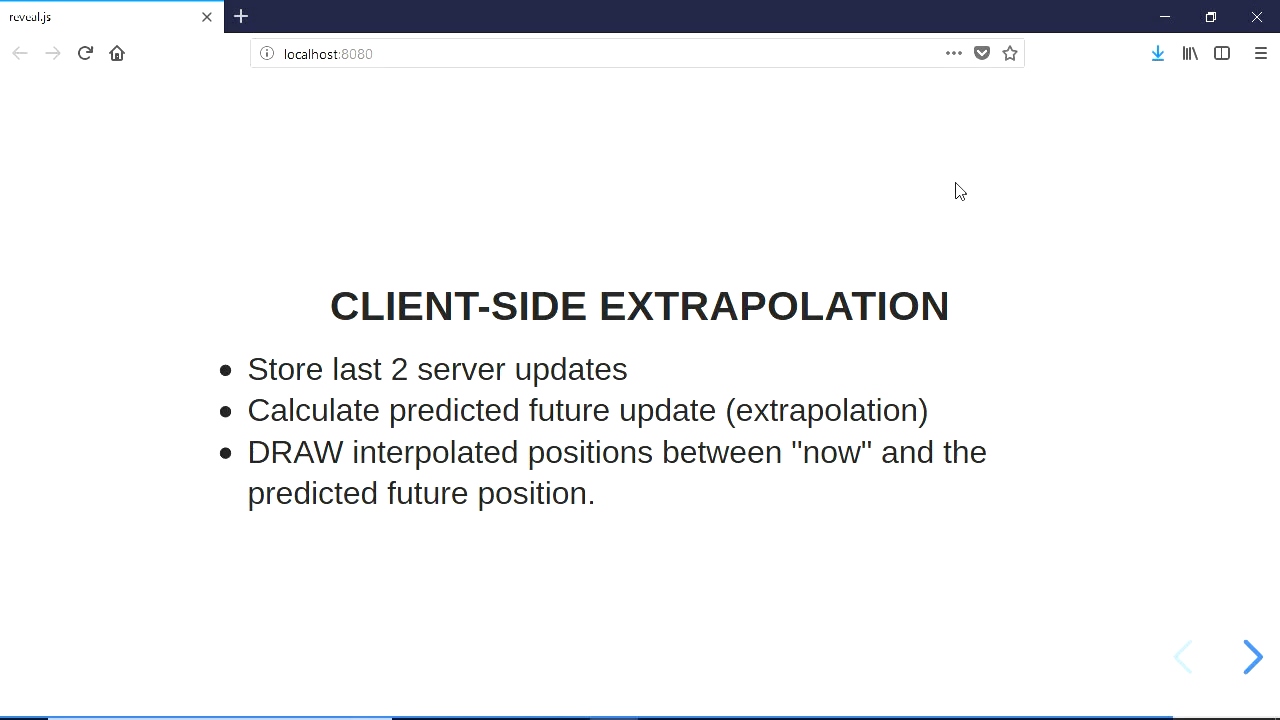 reveal.js
localhost:8080
CLIENT-SIDE EXTRAPOLATION
Store last 2 server updates
Calculate predicted future update (extrapolation)
DRAW interpolated positions between "now" and the
predicted future position.